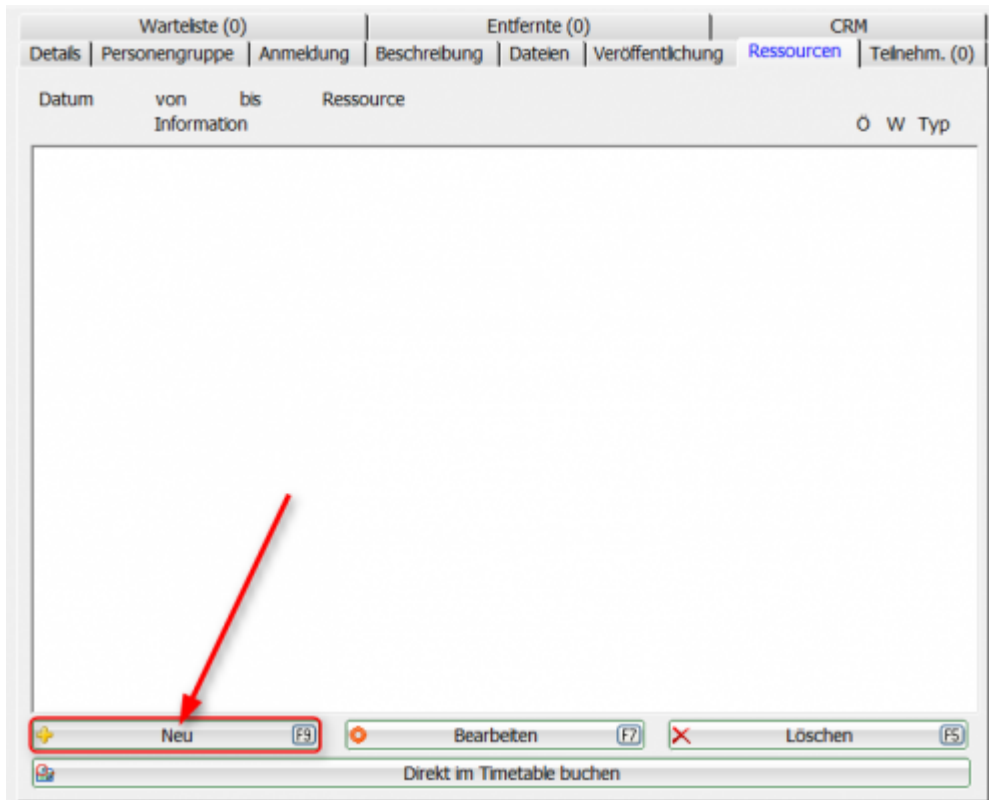 Warteliste (0) Entfernte (0) CRM
Details Personengruppe Anmeldung Beschreibung Dateien Veröffentlichung Ressourcen Teilnehm. (0)
Datum von bis Ressource
Information Ö W Typ
Neu F9 Bearbeiten F7 Löschen F5
Direkt im Timetable buchen